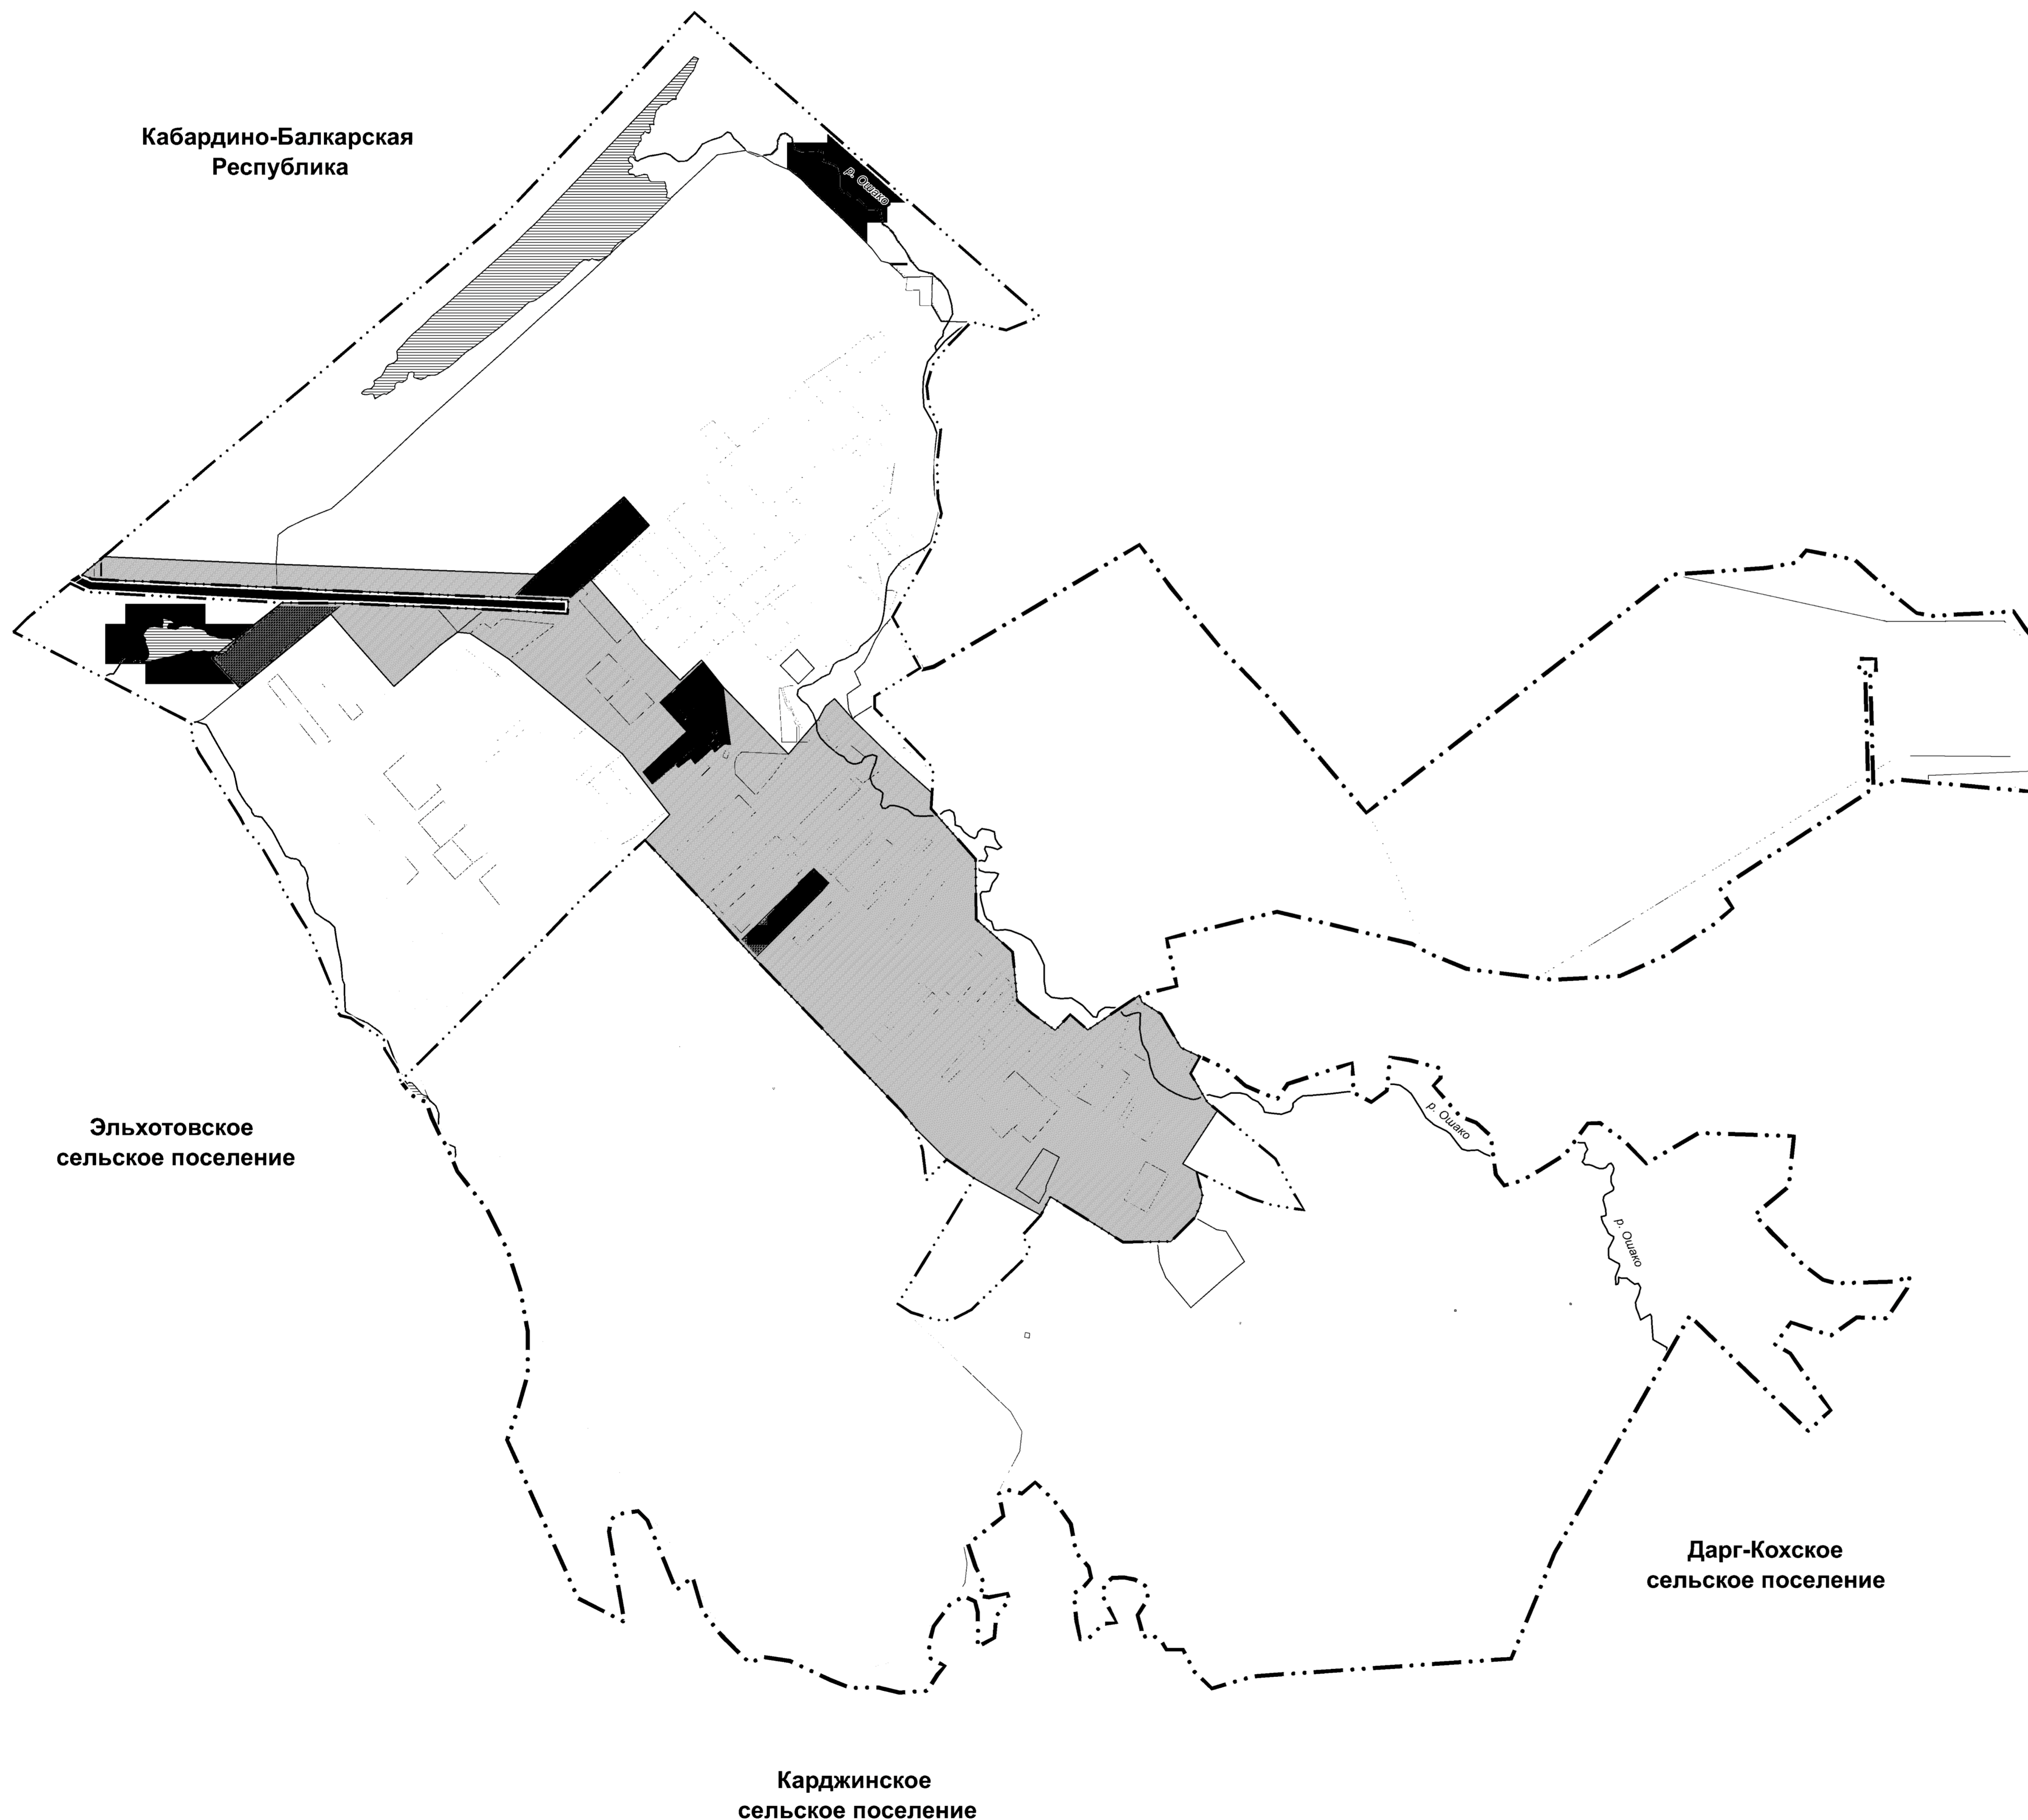 Кабардино-Балкарская
Республика
р. Ошако
Эльхотовское
сельское поселение
р. Ошако
р. Ошако
Дарг-Кохское
сельское поселение
Карджинское
сельское поселение